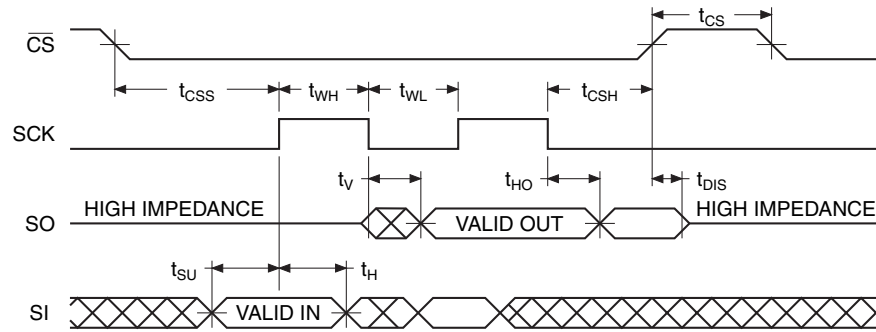 t_CS
C̅S̅
t_CSS t_WH t_WL t_CSH
SCK
t_V t_HO t_DIS
HIGH IMPEDANCE VALID OUT HIGH IMPEDANCE
SO
t_SU t_H
SI VALID IN